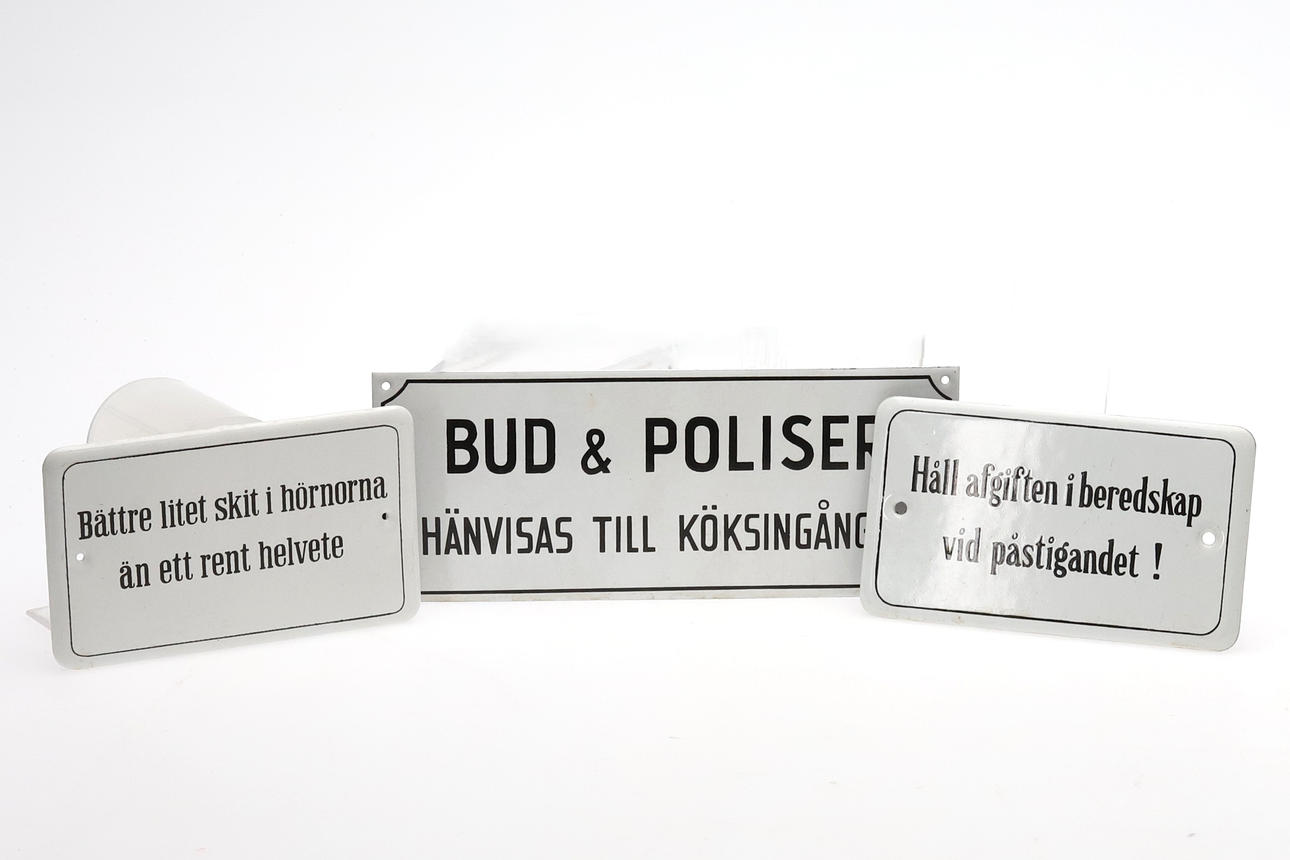 Bättre litet skit i hörnorna
än ett rent helvete
BUD & POLISER
HÄNVISAS TILL KÖKSINGÅNG
Håll afgiften i beredskap
vid påstigandet !